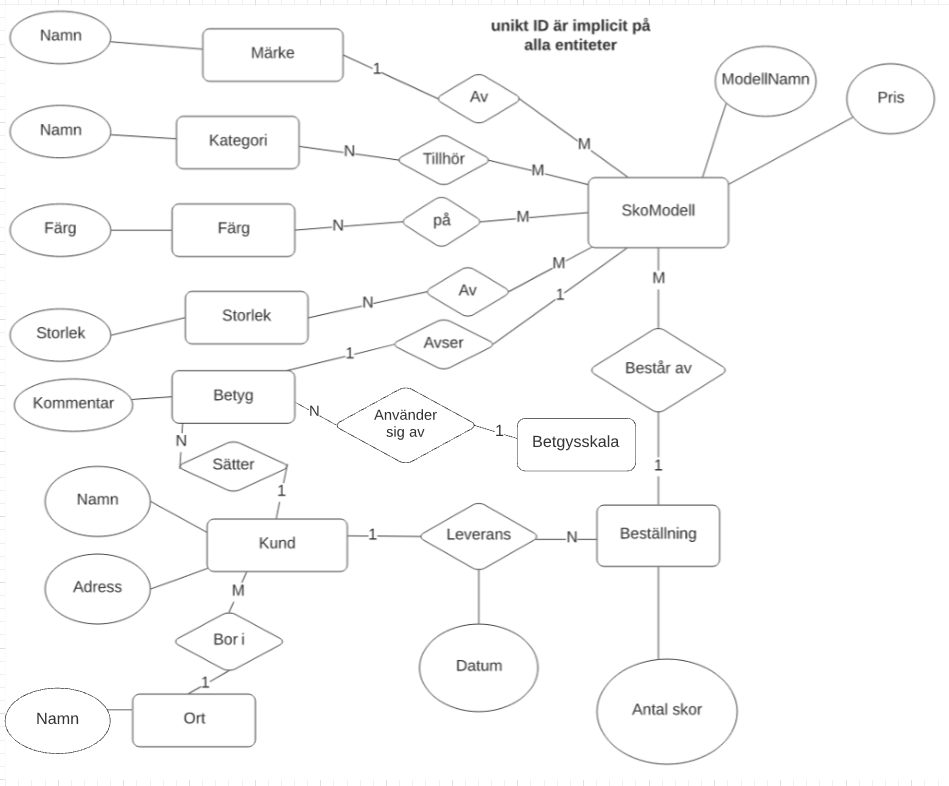 unikt ID är implicit på
alla entiteter
Namn
Märke
1
Av
M
ModellNamn
Pris
Namn
Kategori
N
Tillhör
M
SkoModell
Färg
Färg
N
på
M
Storlek
Storlek
N
Av
M
1
Avser
1
M
Består av
1
Kommentar
Betyg
N
Använder
sig av
1
Betgysskala
N
Sätter
1
Namn
Adress
Kund
1
Leverans
N
Beställning
Datum
Antal skor
M
Bor i
1
Namn
Ort